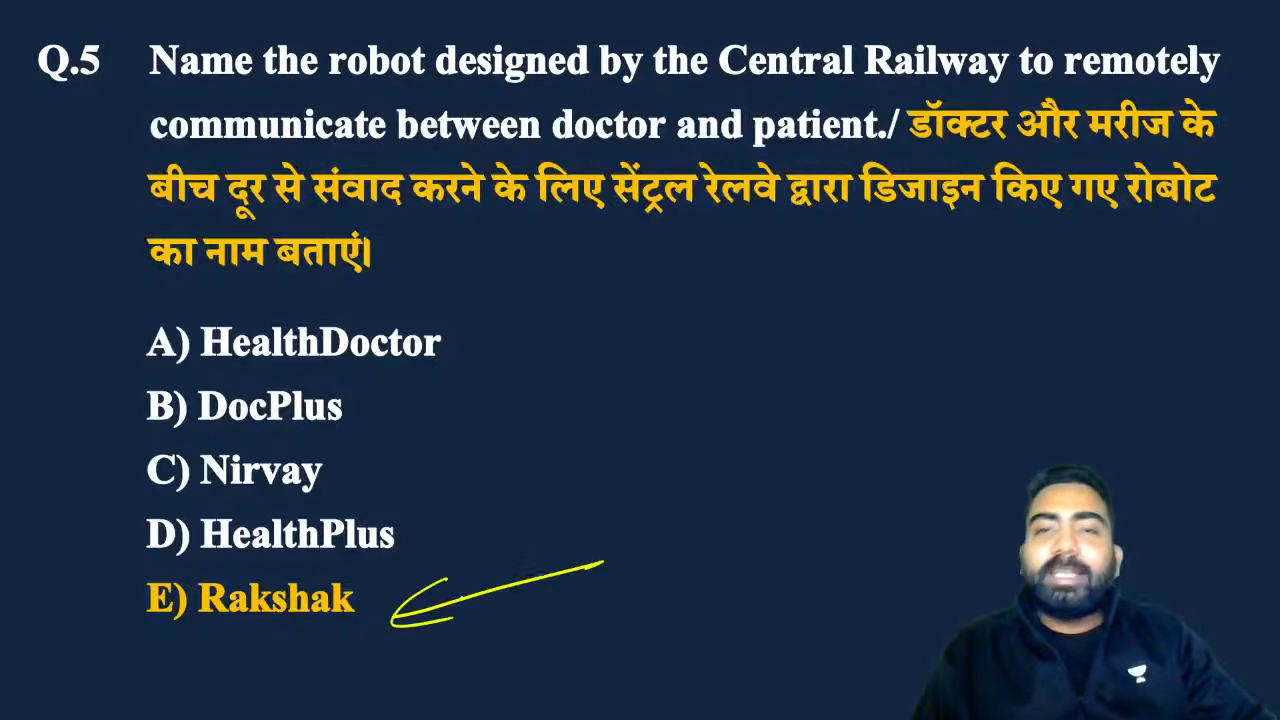 Q.5 Name the robot designed by the Central Railway to remotely
communicate between doctor and patient./ डॉक्टर और मरीज के
बीच दूर से संवाद करने के लिए सेंट्रल रेलवे द्वारा डिजाइन किए गए रोबोट
का नाम बताएं।
A) HealthDoctor
B) DocPlus
C) Nirvay
D) HealthPlus
E) Rakshak